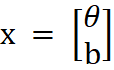 x = [θ
b]